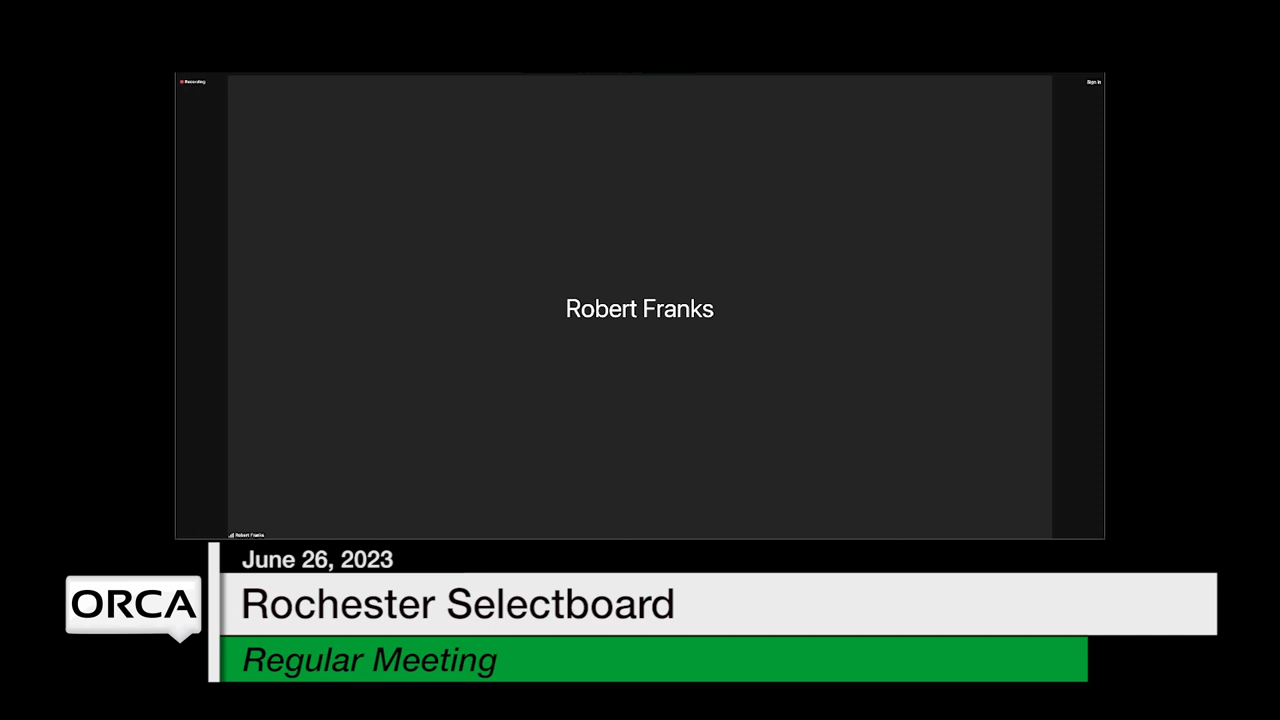 Recording
Sign In
Robert Franks
Robert Franks
June 26, 2023
ORCA
Rochester Selectboard
Regular Meeting